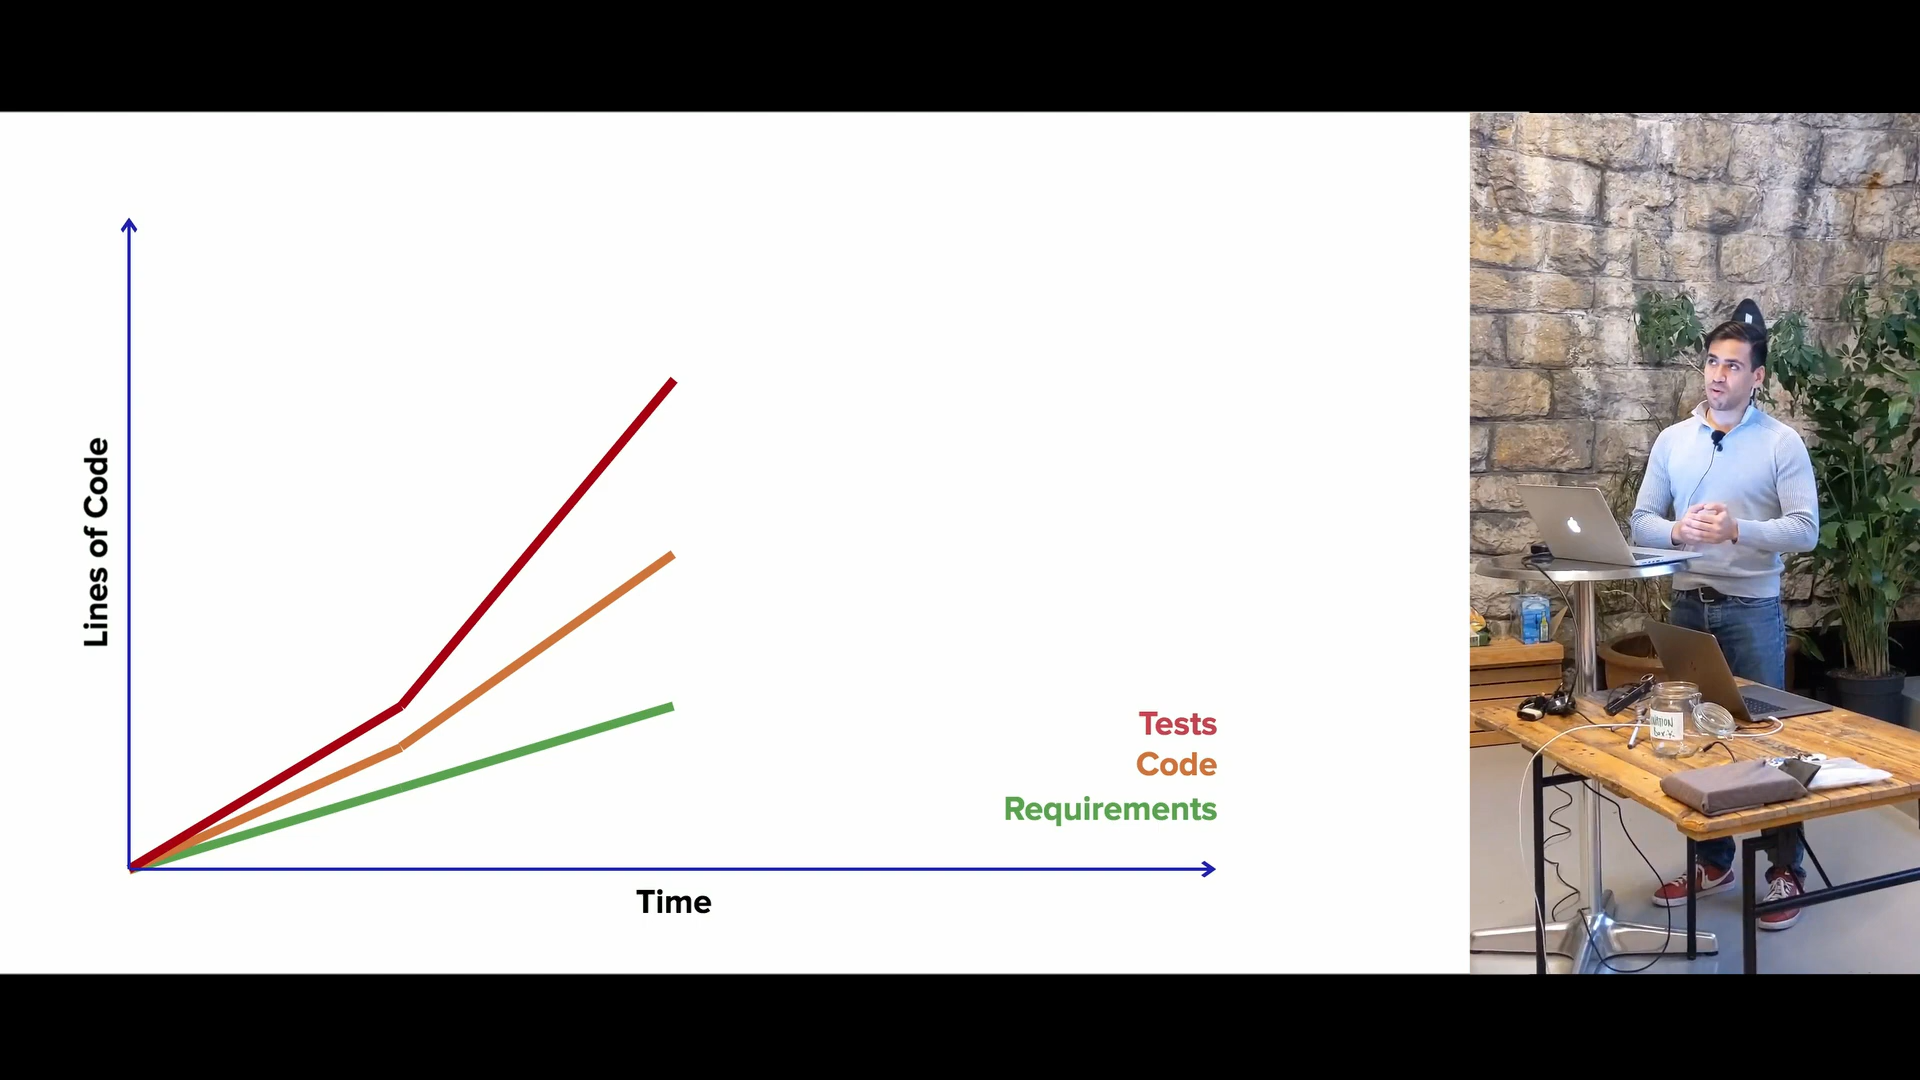 Lines of Code
Tests
Code
Requirements
Time